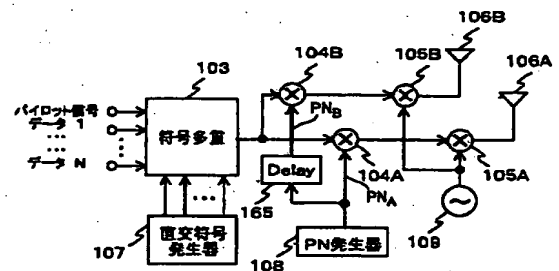 106B
104B
105B
106A
103
パイロット信号
データ 1
...
データ N
符号多重
PN_B
Delay
165
104A
PN_A
105A
...
107
直交符号
発生器
108
PN発生器
109